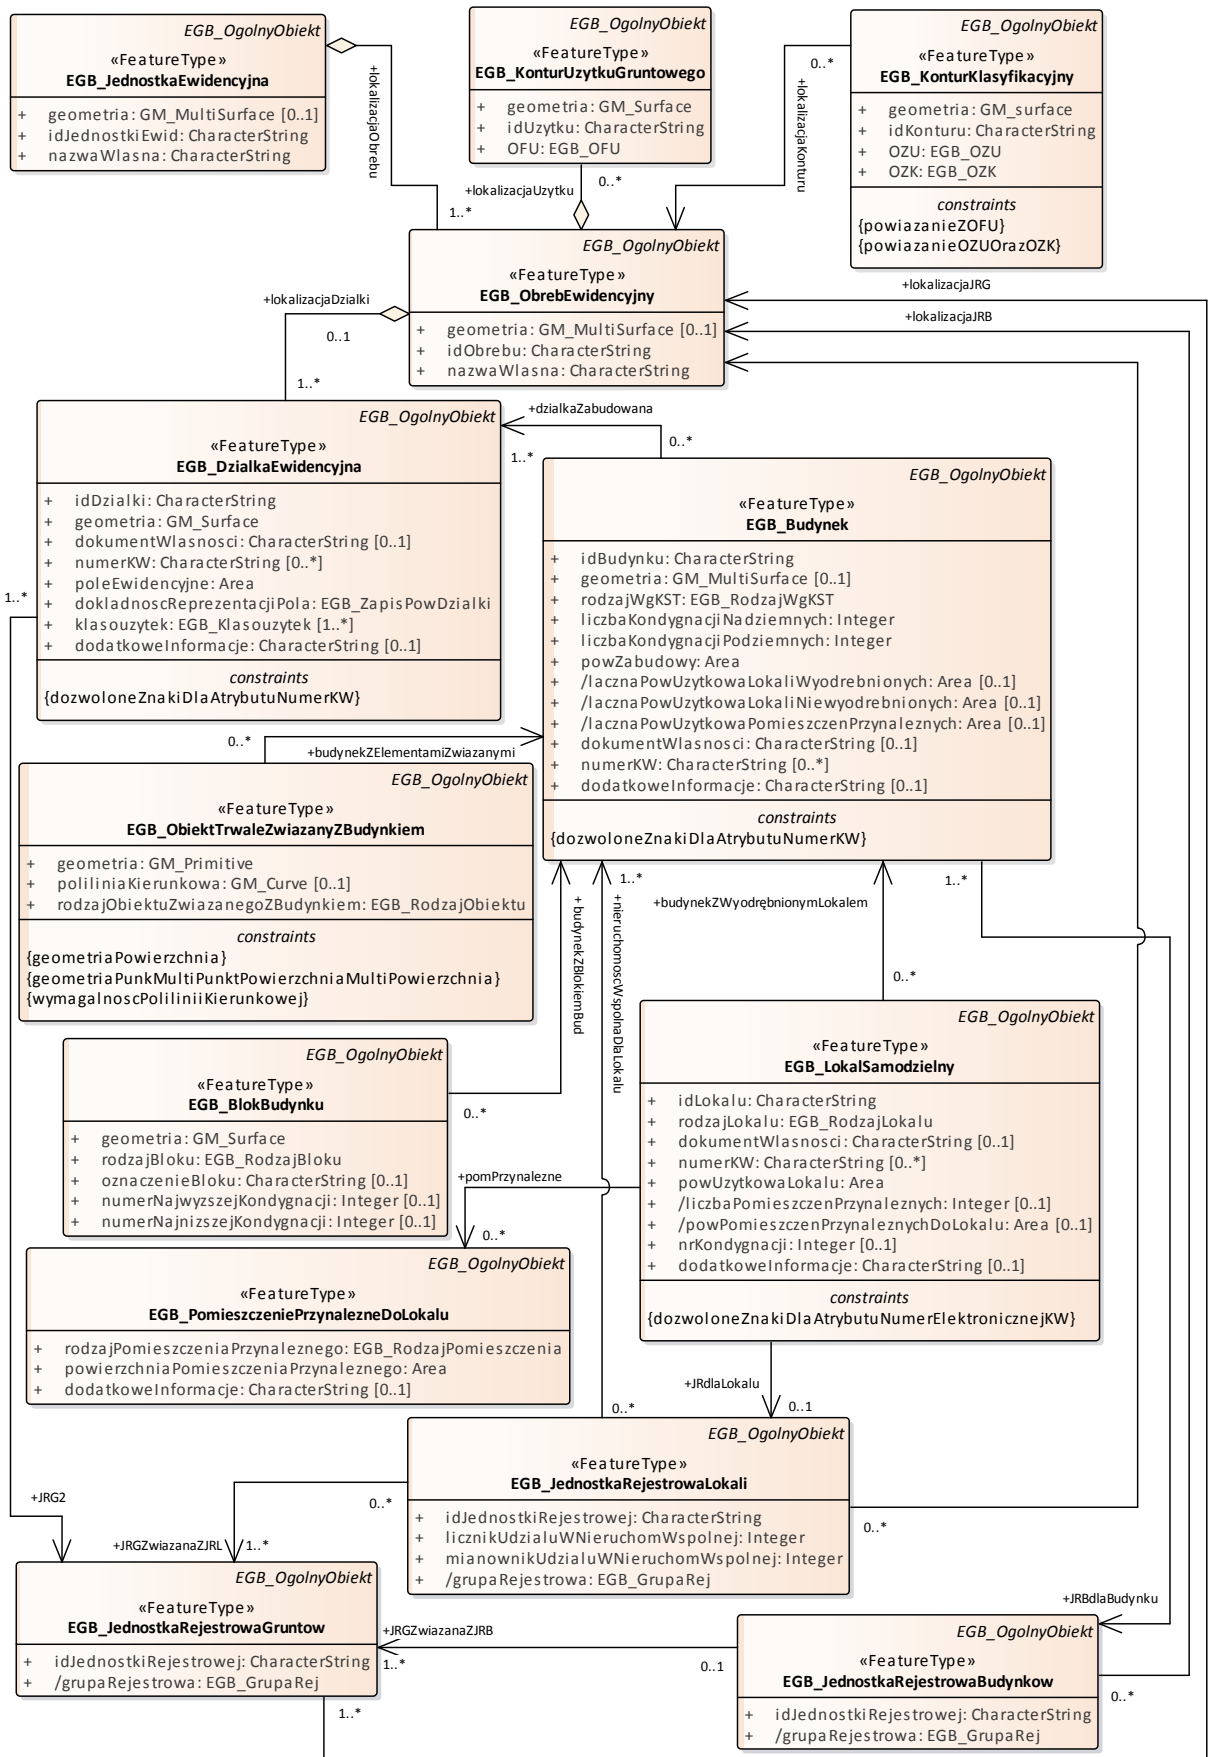 EGB_OgolnyObiekt
«FeatureType»
EGB_JednostkaEwidencyjna
+ geometria: GM_MultiSurface [0..1]
+ idJednostkiEwid: CharacterString
+ nazwaWlasna: CharacterString
+lokalizacjaObrebu
1..*
EGB_OgolnyObiekt
«FeatureType»
EGB_KonturUzytkuGruntowego
+ geometria: GM_Surface
+ idUzytku: CharacterString
+ OFU: EGB_OFU
+lokalizacjaUzytku
0..*
EGB_OgolnyObiekt
«FeatureType»
EGB_KonturKlasyfikacyjny
+ geometria: GM_surface
+ idKonturu: CharacterString
+ OZU: EGB_OZU
+ OZK: EGB_OZK
constraints
{powiazanieZOFU}
{powiazanieOZUOrazOZK}
0..*
+lokalizacjaKonturu
EGB_OgolnyObiekt
«FeatureType»
EGB_ObrebEwidencyjny
+ geometria: GM_MultiSurface [0..1]
+ idObrebu: CharacterString
+ nazwaWlasna: CharacterString
+lokalizacjaJRG
+lokalizacjaJRB
+lokalizacjaDzialki
0..1
1..*
EGB_OgolnyObiekt
«FeatureType»
EGB_DzialkaEwidencyjna
+ idDzialki: CharacterString
+ geometria: GM_Surface
+ dokumentWlasnosci: CharacterString [0..1]
+ numerKW: CharacterString [0..*]
+ poleEwidencyjne: Area
+ dokladnoscReprezentacjiPola: EGB_ZapisPowDzialki
+ klasouzytek: EGB_Klasouzytek [1..*]
+ dodatkoweInformacje: CharacterString [0..1]
constraints
{dozwoloneZnakiDlaAtrybutuNumerKW}
1..*
+dzialkaZabudowana
0..*
1..*
EGB_OgolnyObiekt
«FeatureType»
EGB_Budynek
+ idBudynku: CharacterString
+ geometria: GM_MultiSurface [0..1]
+ rodzajWgKST: EGB_RodzajWgKST
+ liczbaKondygnacjiNadziemnych: Integer
+ liczbaKondygnacjiPodziemnych: Integer
+ powZabudowy: Area
+ /lacznaPowUzytkowaLokaliWyodrebnionych: Area [0..1]
+ /lacznaPowUzytkowaLokaliNiewyodrebnionych: Area [0..1]
+ /lacznaPowUzytkowaPomieszczenPrzynaleznych: Area [0..1]
+ dokumentWlasnosci: CharacterString [0..1]
+ numerKW: CharacterString [0..*]
+ dodatkoweInformacje: CharacterString [0..1]
constraints
{dozwoloneZnakiDlaAtrybutuNumerKW}
0..*
+budynekZElementamiZwiazanymi
EGB_OgolnyObiekt
«FeatureType»
EGB_ObiektTrwaleZwiazanyZBudynkiem
+ geometria: GM_Primitive
+ poliliniaKierunkowa: GM_Curve [0..1]
+ rodzajObiektuZwiazanegoZBudynkiem: EGB_RodzajObiektu
constraints
{geometriaPowierzchnia}
{geometriaPunkMultiPunktPowierzchniaMultiPowierzchnia}
{wymagalnoscPoliliniiKierunkowej}
+ budynekZBlokiemBud
1..*
+nieruchomoscWspolnaDlaLokalu
+budynekZWyodrębnionymLokalem
1..*
0..*
EGB_OgolnyObiekt
«FeatureType»
EGB_BlokBudynku
+ geometria: GM_Surface
+ rodzajBloku: EGB_RodzajBloku
+ oznaczenieBloku: CharacterString [0..1]
+ numerNajwyzszejKondygnacji: Integer [0..1]
+ numerNajnizszejKondygnacji: Integer [0..1]
0..*
EGB_OgolnyObiekt
«FeatureType»
EGB_LokalSamodzielny
+ idLokalu: CharacterString
+ rodzajLokalu: EGB_RodzajLokalu
+ dokumentWlasnosci: CharacterString [0..1]
+ numerKW: CharacterString [0..*]
+ powUzytkowaLokalu: Area
+ /liczbaPomieszczenPrzynaleznych: Integer [0..1]
+ /powPomieszczenPrzynaleznychDoLokalu: Area [0..1]
+ nrKondygnacji: Integer [0..1]
+ dodatkoweInformacje: CharacterString [0..1]
constraints
{dozwoloneZnakiDlaAtrybutuNumerElektronicznejKW}
+pomPrzynalezne
0..*
EGB_OgolnyObiekt
«FeatureType»
EGB_PomieszczeniePrzynalezneDoLokalu
+ rodzajPomieszczeniaPrzynaleznego: EGB_RodzajPomieszczenia
+ powierzchniaPomieszczeniaPrzynaleznego: Area
+ dodatkoweInformacje: CharacterString [0..1]
+JRdlaLokalu
0..1
0..*
EGB_OgolnyObiekt
«FeatureType»
EGB_JednostkaRejestrowaLokali
+ idJednostkiRejestrowej: CharacterString
+ licznikUdzialuWNieruchomWspolnej: Integer
+ mianownikUdzialuWNieruchomWspolnej: Integer
+ /grupaRejestrowa: EGB_GrupaRej
0..*
0..*
+JRG2
+JRGZwiazanaZJRL
1..*
EGB_OgolnyObiekt
«FeatureType»
EGB_JednostkaRejestrowaGruntow
+ idJednostkiRejestrowej: CharacterString
+ /grupaRejestrowa: EGB_GrupaRej
1..*
+JRGZwiazanaZJRB
1..*
0..1
+JRBdlaBudynku
EGB_OgolnyObiekt
«FeatureType»
EGB_JednostkaRejestrowaBudynkow
+ idJednostkiRejestrowej: CharacterString
+ /grupaRejestrowa: EGB_GrupaRej
0..*